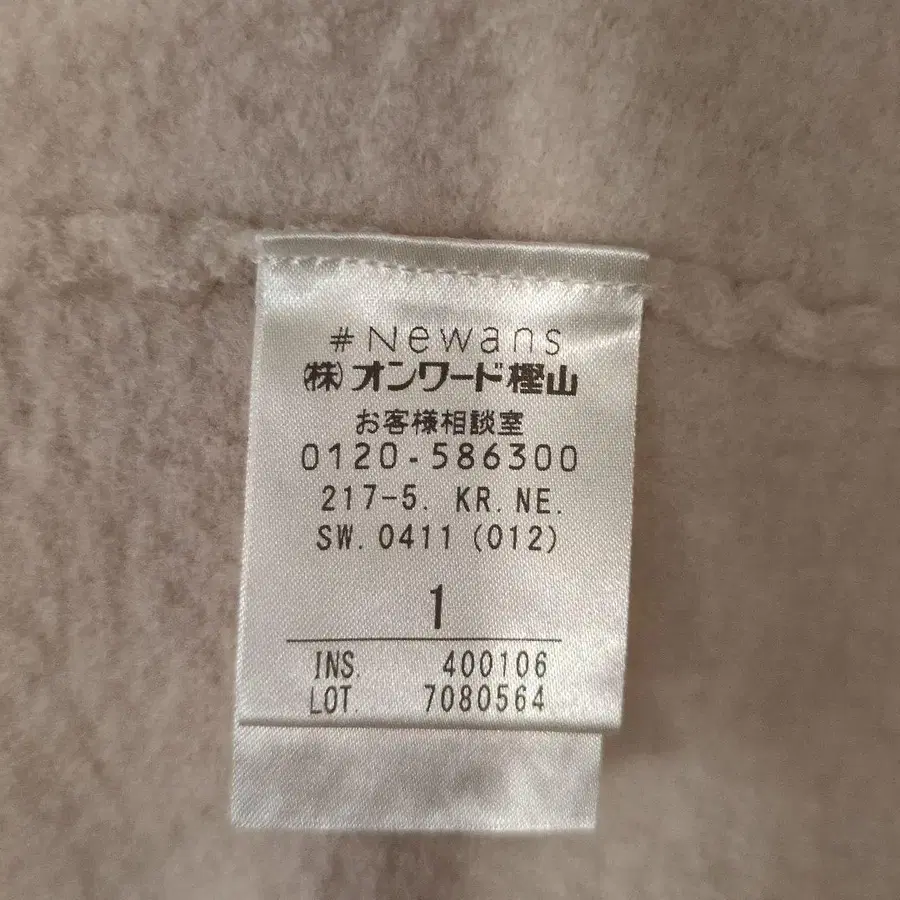 #Newans
㈱オンワード樫山
お客様相談室
0120-586300
217-5. KR.NE.
SW.0411(012)
1
INS. 400106
LOT. 7080564